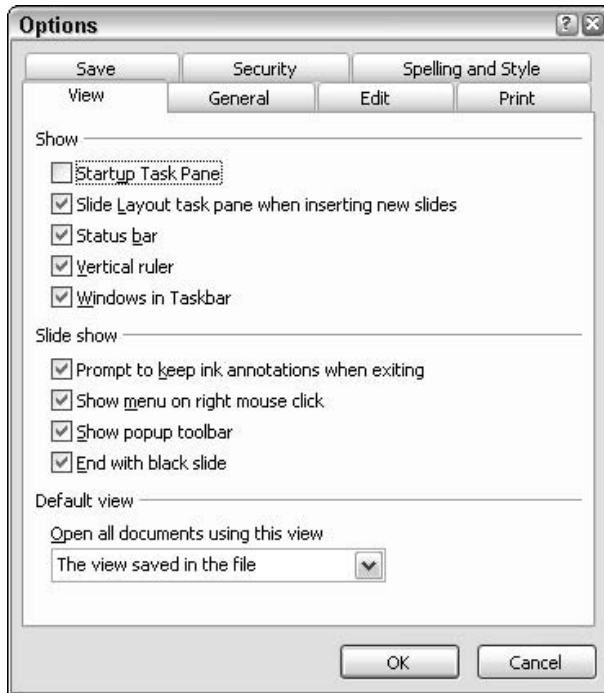 Options
Save Security Spelling and Style
View General Edit Print
Show
Startup Task Pane
Slide Layout task pane when inserting new slides
Status bar
Vertical ruler
Windows in Taskbar
Slide show
Prompt to keep ink annotations when exiting
Show menu on right mouse click
Show popup toolbar
End with black slide
Default view
Open all documents using this view
The view saved in the file
OK Cancel